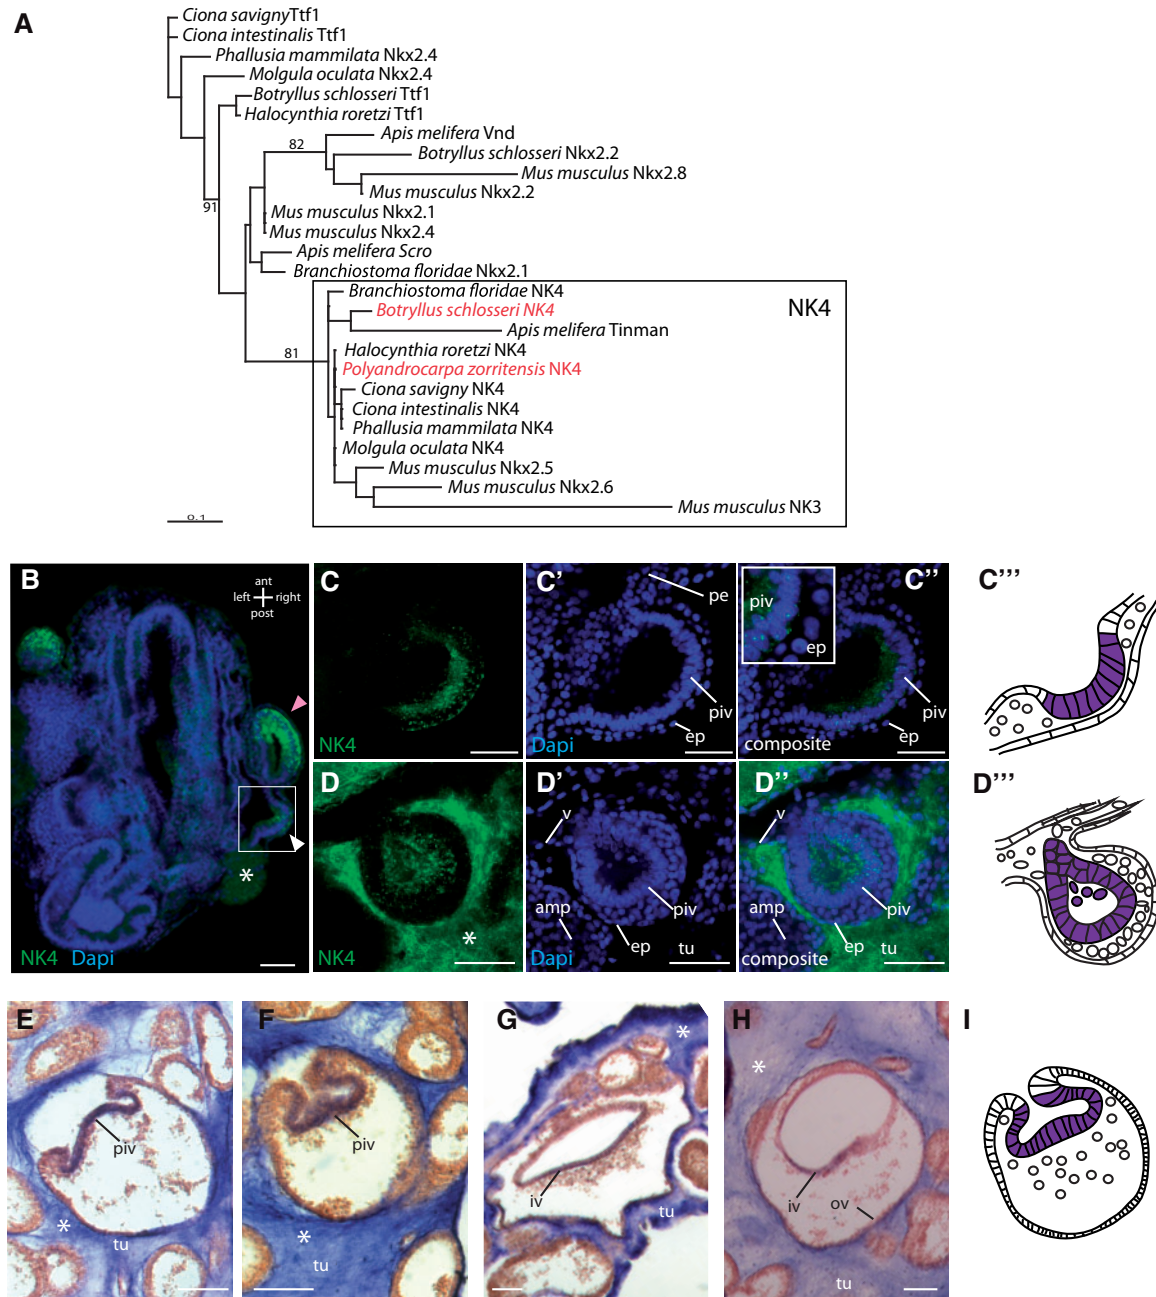 A
Ciona savignyTtf1
Ciona intestinalis Ttf1
Phallusia mammilata Nkx2.4
Molgula oculata Nkx2.4
Botryllus schlosseri Ttf1
Halocynthia roretzi Ttf1
Apis melifera Vnd
82
Botryllus schlosseri Nkx2.2
Mus musculus Nkx2.8
Mus musculus Nkx2.2
91
Mus musculus Nkx2.1
Mus musculus Nkx2.4
Apis melifera Scro
Branchiostoma floridae Nkx2.1
Branchiostoma floridae NK4
NK4
Botryllus schlosseri NK4
Apis melifera Tinman
81
Halocynthia roretzi NK4
Polyandrocarpa zorritensis NK4
Ciona savigny NK4
Ciona intestinalis NK4
Phallusia mammilata NK4
Molgula oculata NK4
Mus musculus Nkx2.5
Mus musculus Nkx2.6
Mus musculus NK3
B
ant
left right
post
*
NK4 Dapi
C
NK4
C'
pe
piv
ep
Dapi
C''
piv
ep
piv
ep
composite
C'''
D
*
NK4
D'
v
amp
piv
ep
tu
Dapi
D''
v
amp
piv
ep
tu
composite
D'''
E
piv
*
tu
F
piv
*
tu
G
*
iv
tu
H
*
iv
ov
tu
I